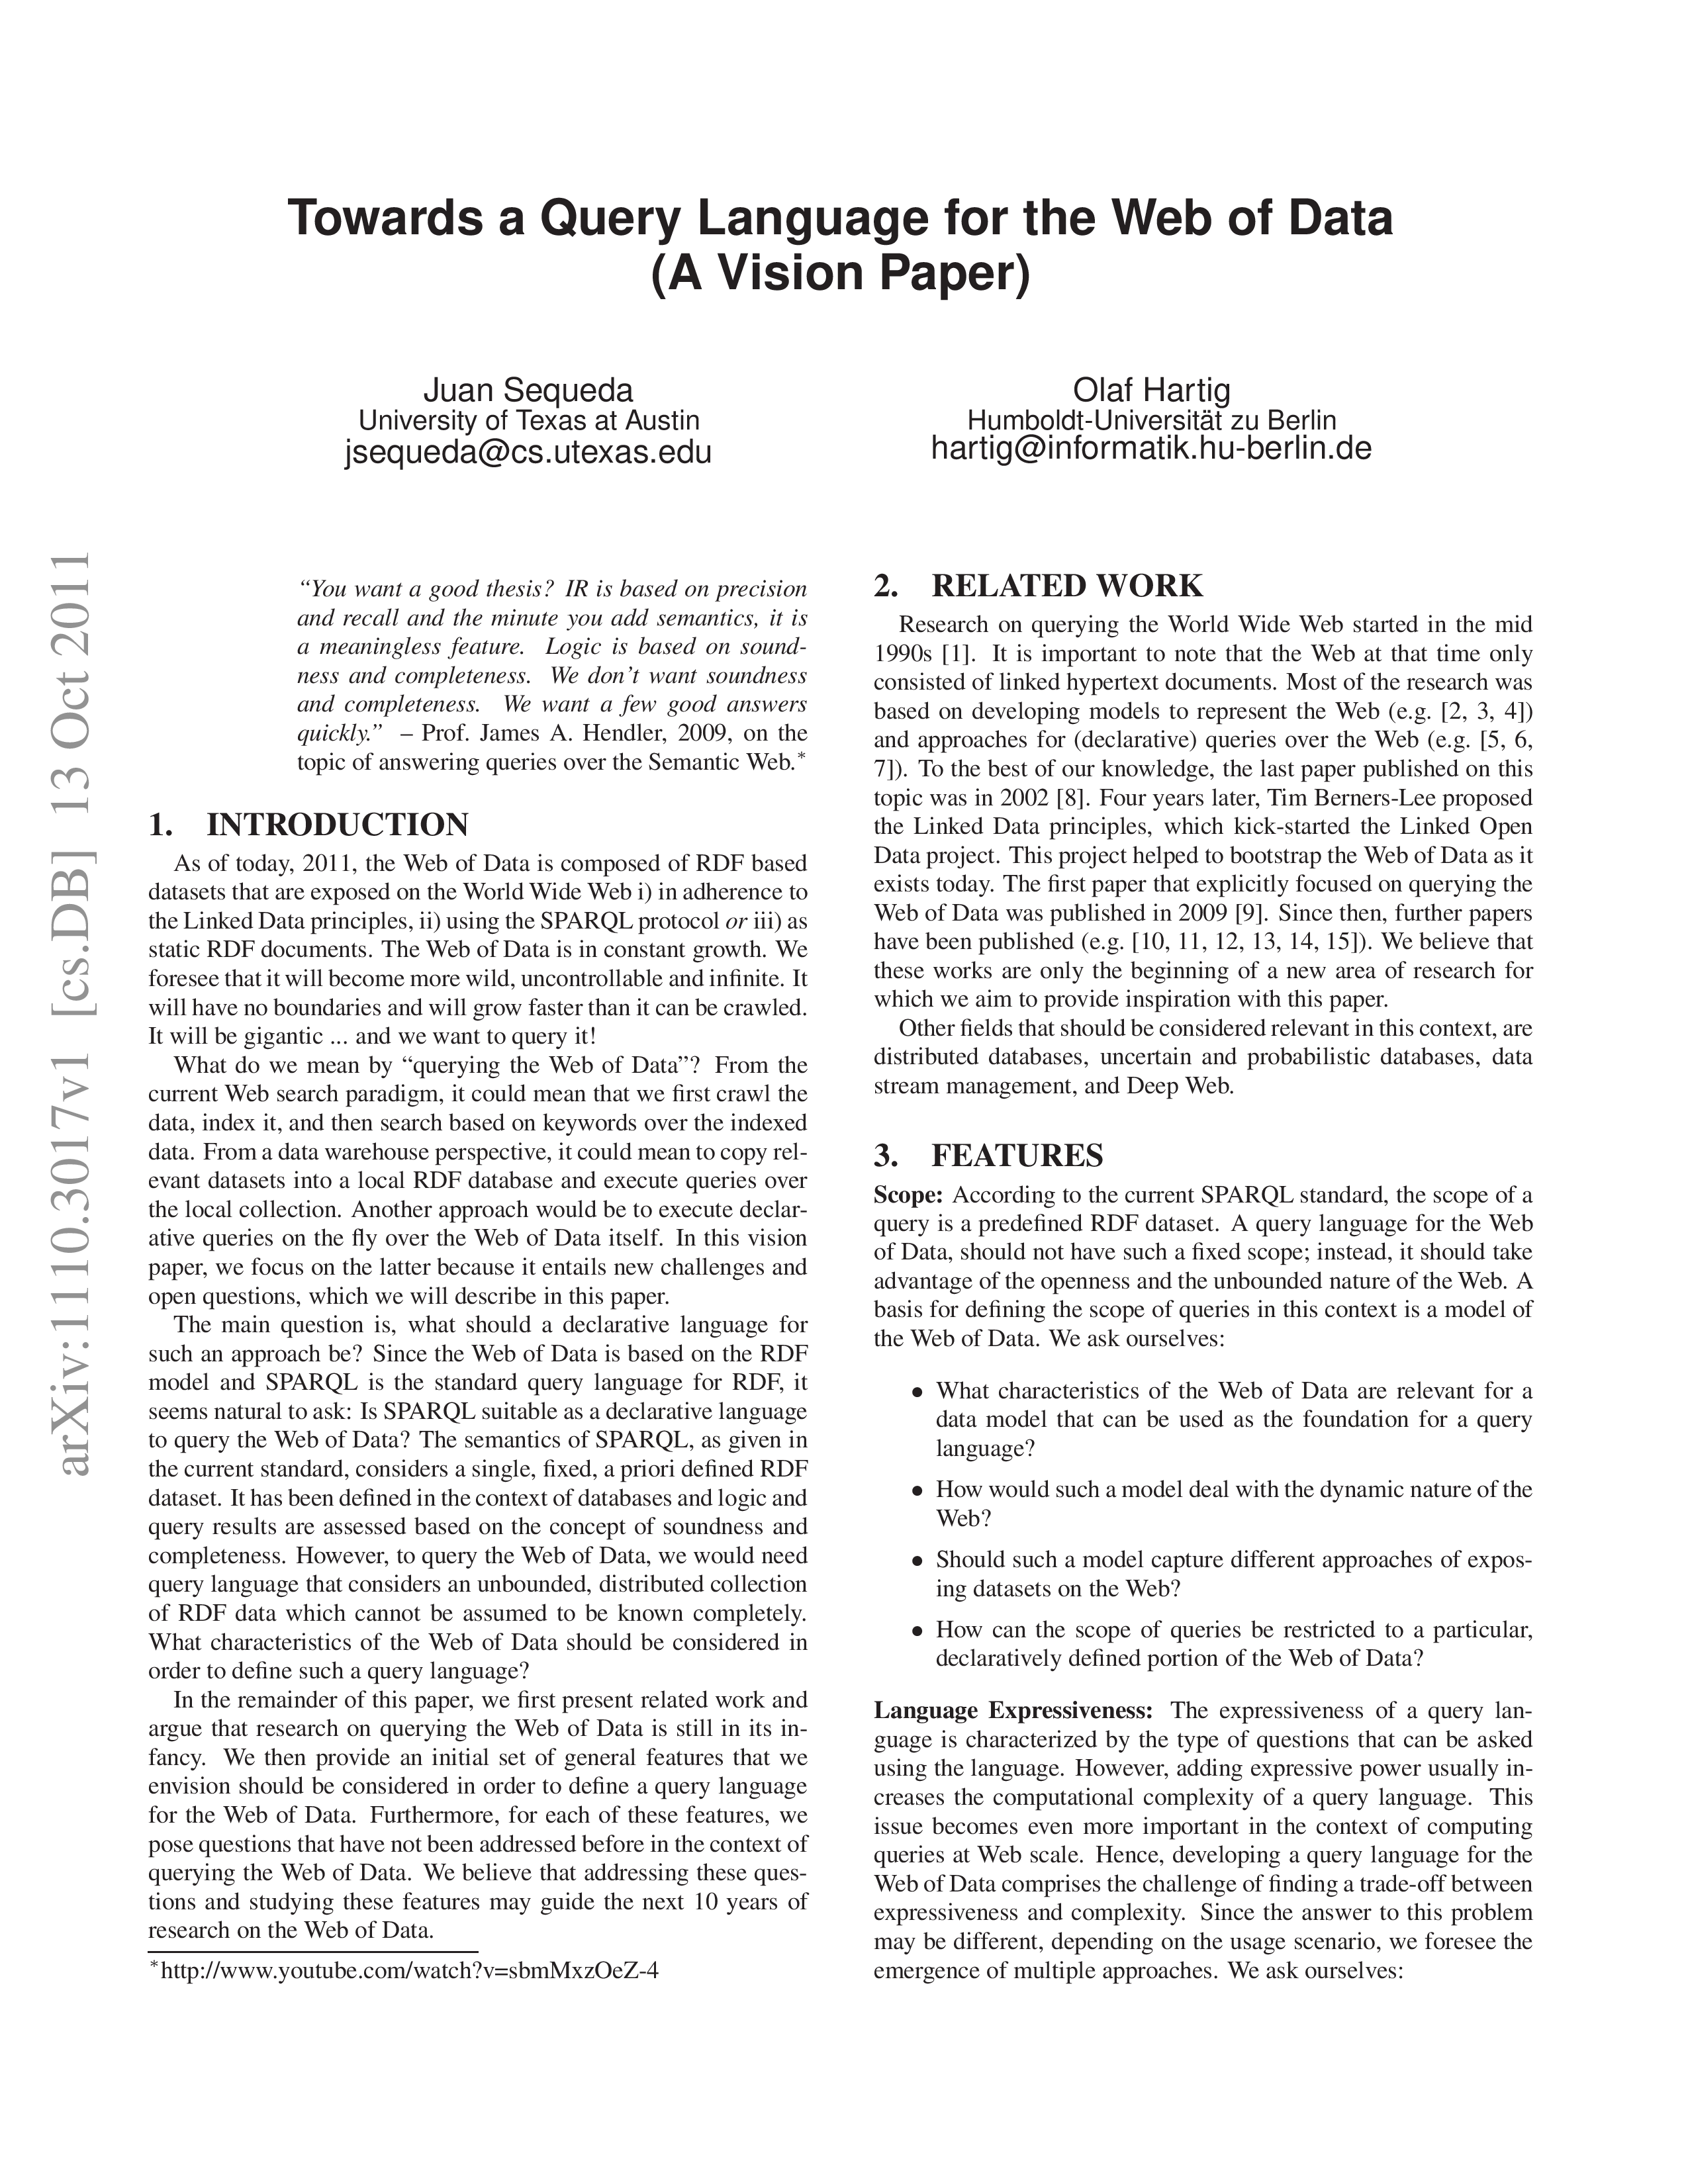 Towards a Query Language for the Web of Data
(A Vision Paper)
Juan Sequeda
University of Texas at Austin
jsequeda@cs.utexas.edu
Olaf Hartig
Humboldt-Universität zu Berlin
hartig@informatik.hu-berlin.de
arXiv:1110.3017v1 [cs.DB] 13 Oct 2011
“You want a good thesis? IR is based on precision
and recall and the minute you add semantics, it is
a meaningless feature. Logic is based on sound-
ness and completeness. We don’t want soundness
and completeness. We want a few good answers
quickly.” – Prof. James A. Hendler, 2009, on the
topic of answering queries over the Semantic Web.*
1. INTRODUCTION
As of today, 2011, the Web of Data is composed of RDF based
datasets that are exposed on the World Wide Web i) in adherence to
the Linked Data principles, ii) using the SPARQL protocol or iii) as
static RDF documents. The Web of Data is in constant growth. We
foresee that it will become more wild, uncontrollable and infinite. It
will have no boundaries and will grow faster than it can be crawled.
It will be gigantic ... and we want to query it!
What do we mean by “querying the Web of Data”? From the
current Web search paradigm, it could mean that we first crawl the
data, index it, and then search based on keywords over the indexed
data. From a data warehouse perspective, it could mean to copy rel-
evant datasets into a local RDF database and execute queries over
the local collection. Another approach would be to execute declar-
ative queries on the fly over the Web of Data itself. In this vision
paper, we focus on the latter because it entails new challenges and
open questions, which we will describe in this paper.
The main question is, what should a declarative language for
such an approach be? Since the Web of Data is based on the RDF
model and SPARQL is the standard query language for RDF, it
seems natural to ask: Is SPARQL suitable as a declarative language
to query the Web of Data? The semantics of SPARQL, as given in
the current standard, considers a single, fixed, a priori defined RDF
dataset. It has been defined in the context of databases and logic and
query results are assessed based on the concept of soundness and
completeness. However, to query the Web of Data, we would need
query language that considers an unbounded, distributed collection
of RDF data which cannot be assumed to be known completely.
What characteristics of the Web of Data should be considered in
order to define such a query language?
In the remainder of this paper, we first present related work and
argue that research on querying the Web of Data is still in its in-
fancy. We then provide an initial set of general features that we
envision should be considered in order to define a query language
for the Web of Data. Furthermore, for each of these features, we
pose questions that have not been addressed before in the context of
querying the Web of Data. We believe that addressing these ques-
tions and studying these features may guide the next 10 years of
research on the Web of Data.
*http://www.youtube.com/watch?v=sbmMxzOeZ-4
2. RELATED WORK
Research on querying the World Wide Web started in the mid
1990s [1]. It is important to note that the Web at that time only
consisted of linked hypertext documents. Most of the research was
based on developing models to represent the Web (e.g. [2, 3, 4])
and approaches for (declarative) queries over the Web (e.g. [5, 6,
7]). To the best of our knowledge, the last paper published on this
topic was in 2002 [8]. Four years later, Tim Berners-Lee proposed
the Linked Data principles, which kick-started the Linked Open
Data project. This project helped to bootstrap the Web of Data as it
exists today. The first paper that explicitly focused on querying the
Web of Data was published in 2009 [9]. Since then, further papers
have been published (e.g. [10, 11, 12, 13, 14, 15]). We believe that
these works are only the beginning of a new area of research for
which we aim to provide inspiration with this paper.
Other fields that should be considered relevant in this context, are
distributed databases, uncertain and probabilistic databases, data
stream management, and Deep Web.
3. FEATURES
Scope: According to the current SPARQL standard, the scope of a
query is a predefined RDF dataset. A query language for the Web
of Data, should not have such a fixed scope; instead, it should take
advantage of the openness and the unbounded nature of the Web. A
basis for defining the scope of queries in this context is a model of
the Web of Data. We ask ourselves:
• What characteristics of the Web of Data are relevant for a
data model that can be used as the foundation for a query
language?
• How would such a model deal with the dynamic nature of the
Web?
• Should such a model capture different approaches of expos-
ing datasets on the Web?
• How can the scope of queries be restricted to a particular,
declaratively defined portion of the Web of Data?
Language Expressiveness: The expressiveness of a query lan-
guage is characterized by the type of questions that can be asked
using the language. However, adding expressive power usually in-
creases the computational complexity of a query language. This
issue becomes even more important in the context of computing
queries at Web scale. Hence, developing a query language for the
Web of Data comprises the challenge of finding a trade-off between
expressiveness and complexity. Since the answer to this problem
may be different, depending on the usage scenario, we foresee the
emergence of multiple approaches. We ask ourselves: